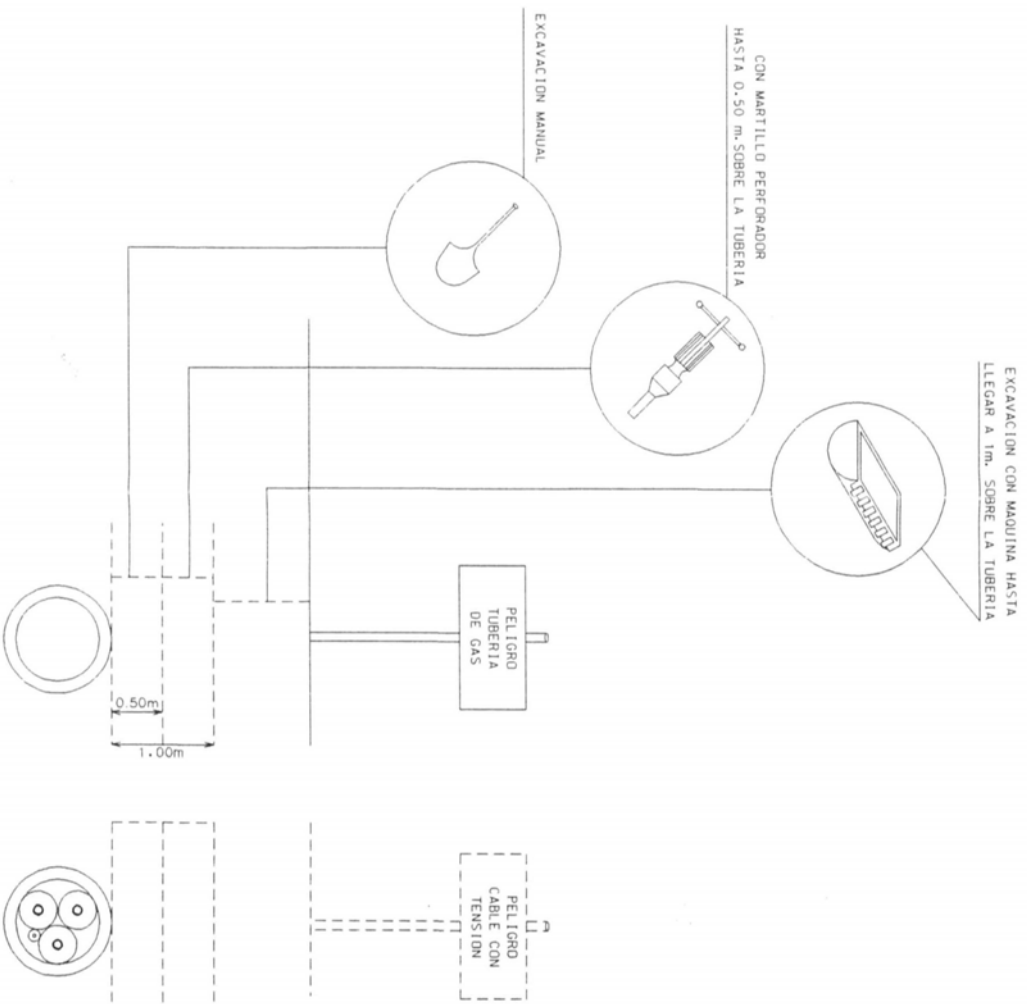 EXCAVACION CON MAQUINA HASTA
LLEGAR A 1m. SOBRE LA TUBERIA
CON MARTILLO PERFORADOR
HASTA 0.50 m. SOBRE LA TUBERIA
EXCAVACION MANUAL
PELIGRO
TUBERIA
DE GAS
PELIGRO
CABLE CON
TENSION
0.50m
1.00m